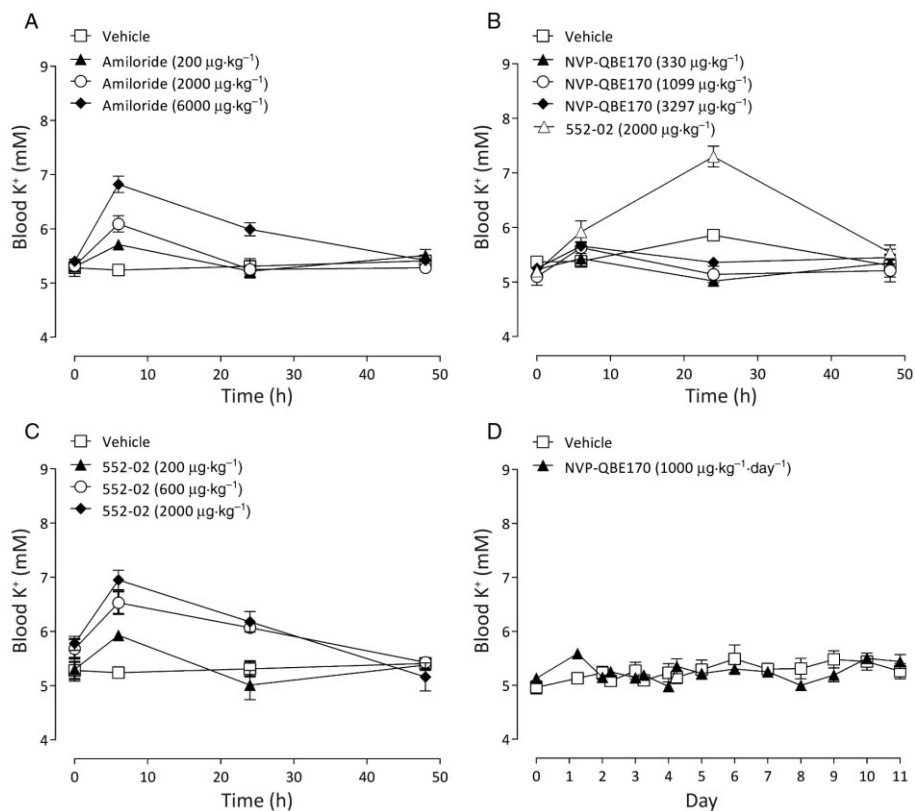 A
Vehicle
Amiloride (200 µg·kg⁻¹)
Amiloride (2000 µg·kg⁻¹)
Amiloride (6000 µg·kg⁻¹)
9
8
7
6
5
4
Blood K⁺ (mM)
0 10 20 30 40 50
Time (h)
B
Vehicle
NVP-QBE170 (330 µg·kg⁻¹)
NVP-QBE170 (1099 µg·kg⁻¹)
NVP-QBE170 (3297 µg·kg⁻¹)
552-02 (2000 µg·kg⁻¹)
9
8
7
6
5
4
Blood K⁺ (mM)
0 10 20 30 40 50
Time (h)
C
Vehicle
552-02 (200 µg·kg⁻¹)
552-02 (600 µg·kg⁻¹)
552-02 (2000 µg·kg⁻¹)
9
8
7
6
5
4
Blood K⁺ (mM)
0 10 20 30 40 50
Time (h)
D
Vehicle
NVP-QBE170 (1000 µg·kg⁻¹·day⁻¹)
9
8
7
6
5
4
Blood K⁺ (mM)
0 1 2 3 4 5 6 7 8 9 10 11
Day